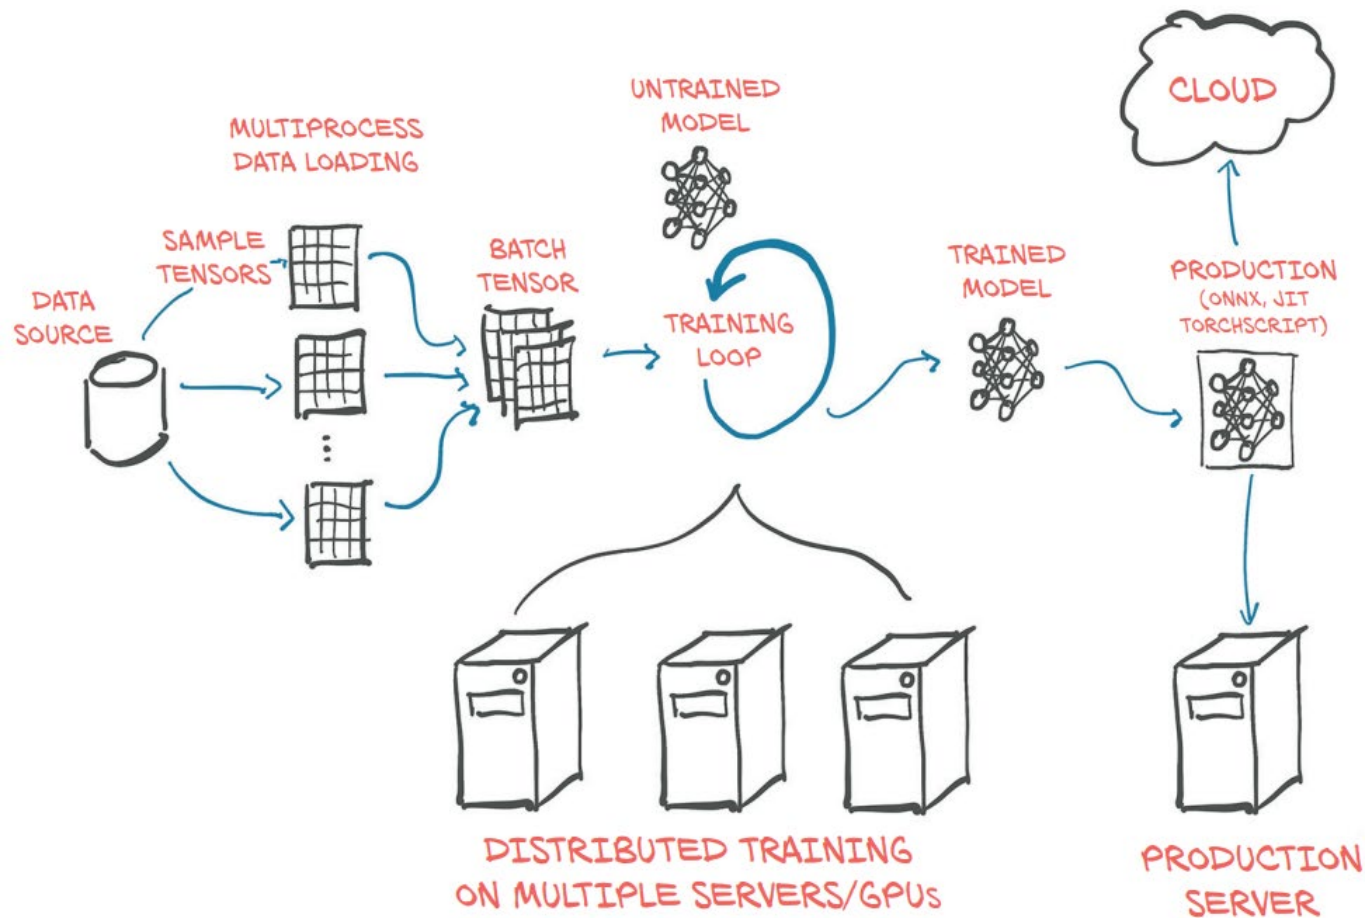 UNTRAINED
MODEL
CLOUD
MULTIPROCESS
DATA LOADING
SAMPLE
TENSORS
BATCH
TENSOR
TRAINED
MODEL
PRODUCTION
(ONNX, JIT
TORCHSCRIPT)
DATA
SOURCE
TRAINING
LOOP
DISTRIBUTED TRAINING
ON MULTIPLE SERVERS/GPUs
PRODUCTION
SERVER